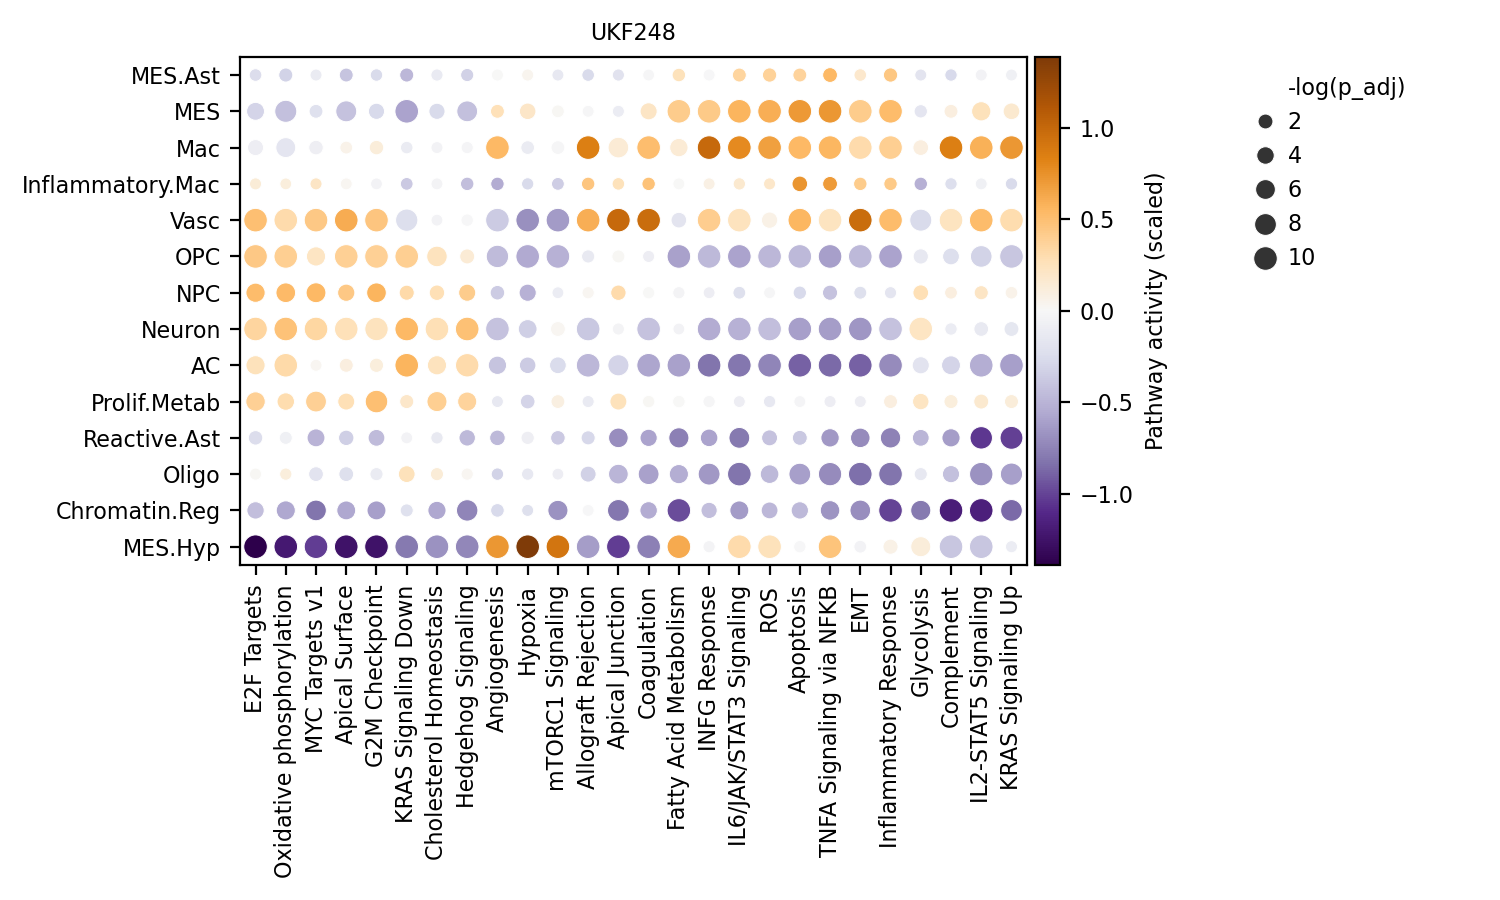 UKF248
MES.Ast
MES
Mac
Inflammatory.Mac
Vasc
OPC
NPC
Neuron
AC
Prolif.Metab
Reactive.Ast
Oligo
Chromatin.Reg
MES.Hyp
E2F Targets
Oxidative phosphorylation
MYC Targets v1
Apical Surface
G2M Checkpoint
KRAS Signaling Down
Cholesterol Homeostasis
Hedgehog Signaling
Angiogenesis
Hypoxia
mTORC1 Signaling
Allograft Rejection
Apical Junction
Coagulation
Fatty Acid Metabolism
INFG Response
IL6/JAK/STAT3 Signaling
ROS
Apoptosis
TNFA Signaling via NFKB
EMT
Inflammatory Response
Glycolysis
Complement
IL2-STAT5 Signaling
KRAS Signaling Up
1.0
0.5
0.0
−0.5
−1.0
Pathway activity (scaled)
-log(p_adj)
2
4
6
8
10